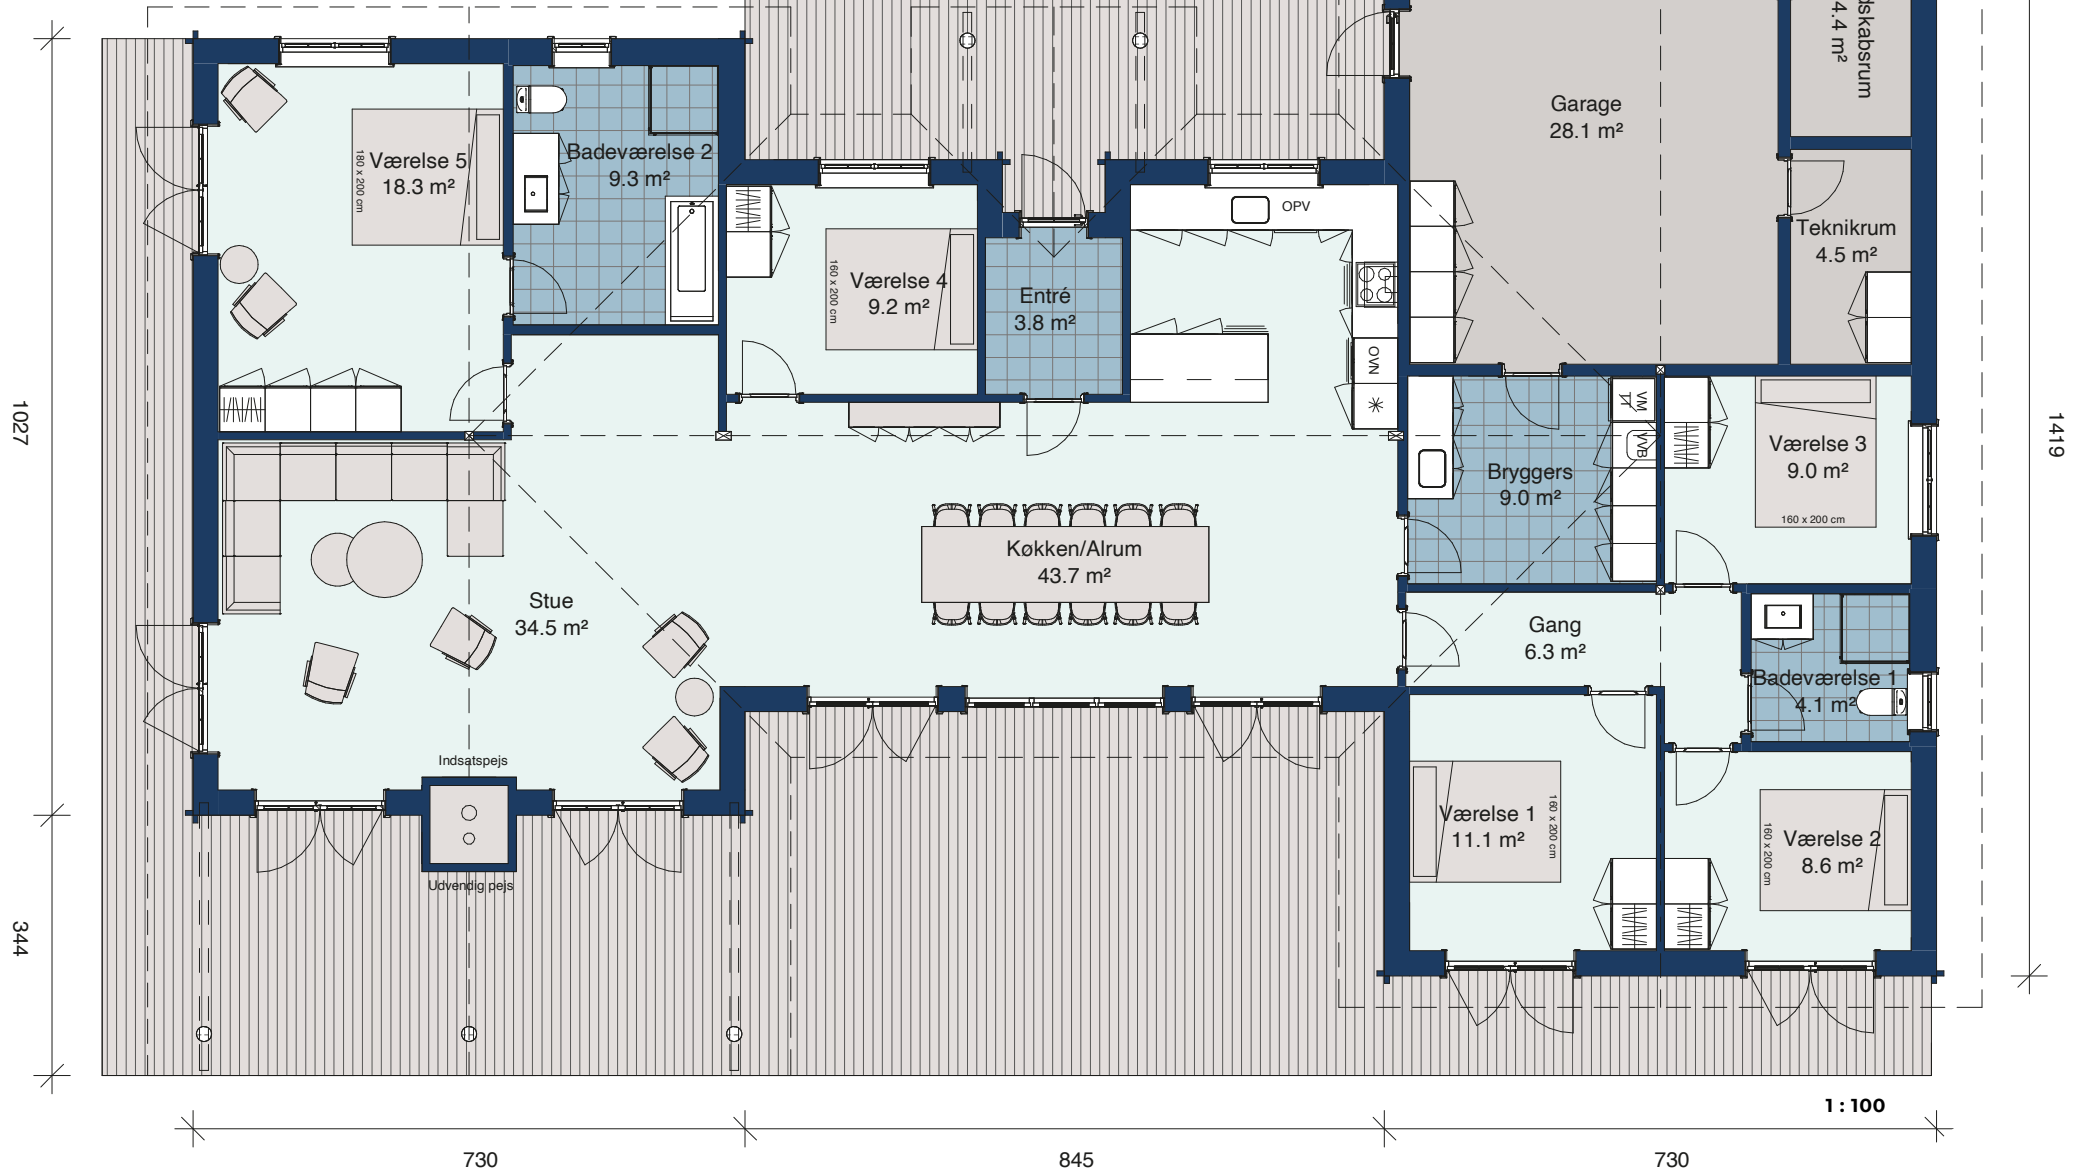 dskabsrum
4.4 m²
Garage
28.1 m²
Værelse 5
18.3 m²
180 x 200 cm
Badeværelse 2
9.3 m²
OPV
Teknikrum
4.5 m²
Værelse 4
9.2 m²
160 x 200 cm
Entré
3.8 m²
OVN
VM
VVB
1027
1419
Værelse 3
9.0 m²
160 x 200 cm
Bryggers
9.0 m²
Køkken/Alrum
43.7 m²
Stue
34.5 m²
Gang
6.3 m²
Badeværelse 1
4.1 m²
Indsatspejs
Værelse 1
11.1 m²
160 x 200 cm
Værelse 2
8.6 m²
160 x 200 cm
Udvendig pejs
344
1 : 100
730
845
730